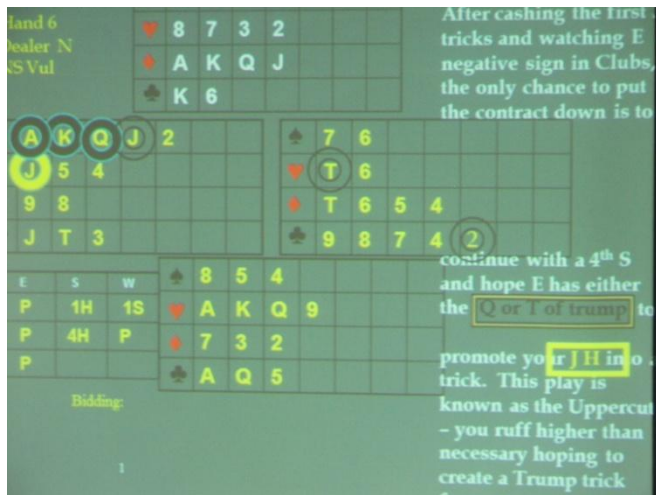 Hand 6
Dealer N
NS Vul
♥ 8 7 3 2
♦ A K Q J
♣ K 6
A K Q J 2
J 5 4
9 8
J T 3
♠ 7 6
♥ T 6
♦ T 6 5 4
♣ 9 8 7 4 2
♠ 8 5 4
♥ A K Q 9
♦ 7 3 2
♣ A Q 5
E S W
P 1H 1S
P 4H P
P
Bidding:
1
After cashing the first
tricks and watching E
negative sign in Clubs,
the only chance to put
the contract down is to
continue with a 4th S
and hope E has either
the Q or T of trump to
promote your J H into a
trick. This play is
known as the Uppercut
– you ruff higher than
necessary hoping to
create a Trump trick